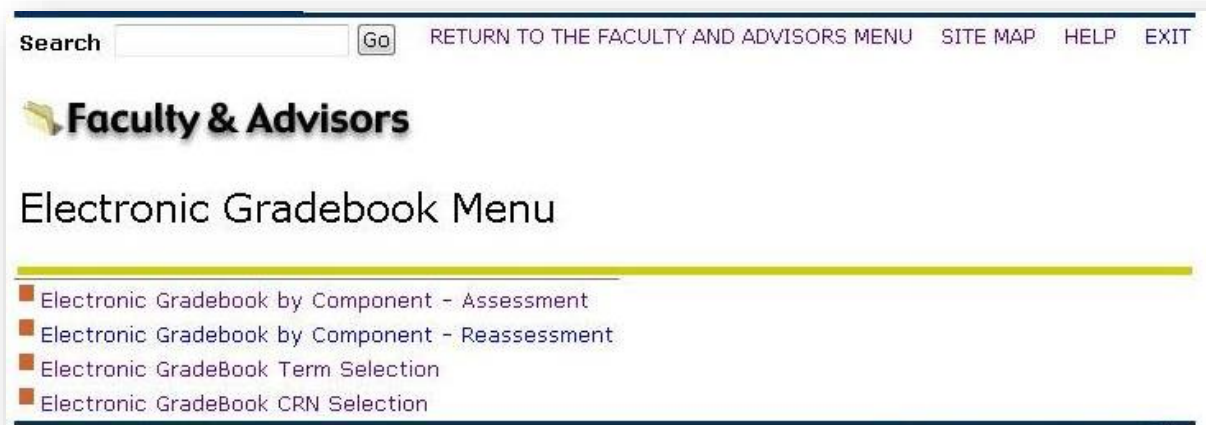 Search Go RETURN TO THE FACULTY AND ADVISORS MENU SITE MAP HELP EXIT
Faculty & Advisors
Electronic Gradebook Menu
Electronic Gradebook by Component - Assessment
Electronic Gradebook by Component - Reassessment
Electronic GradeBook Term Selection
Electronic GradeBook CRN Selection